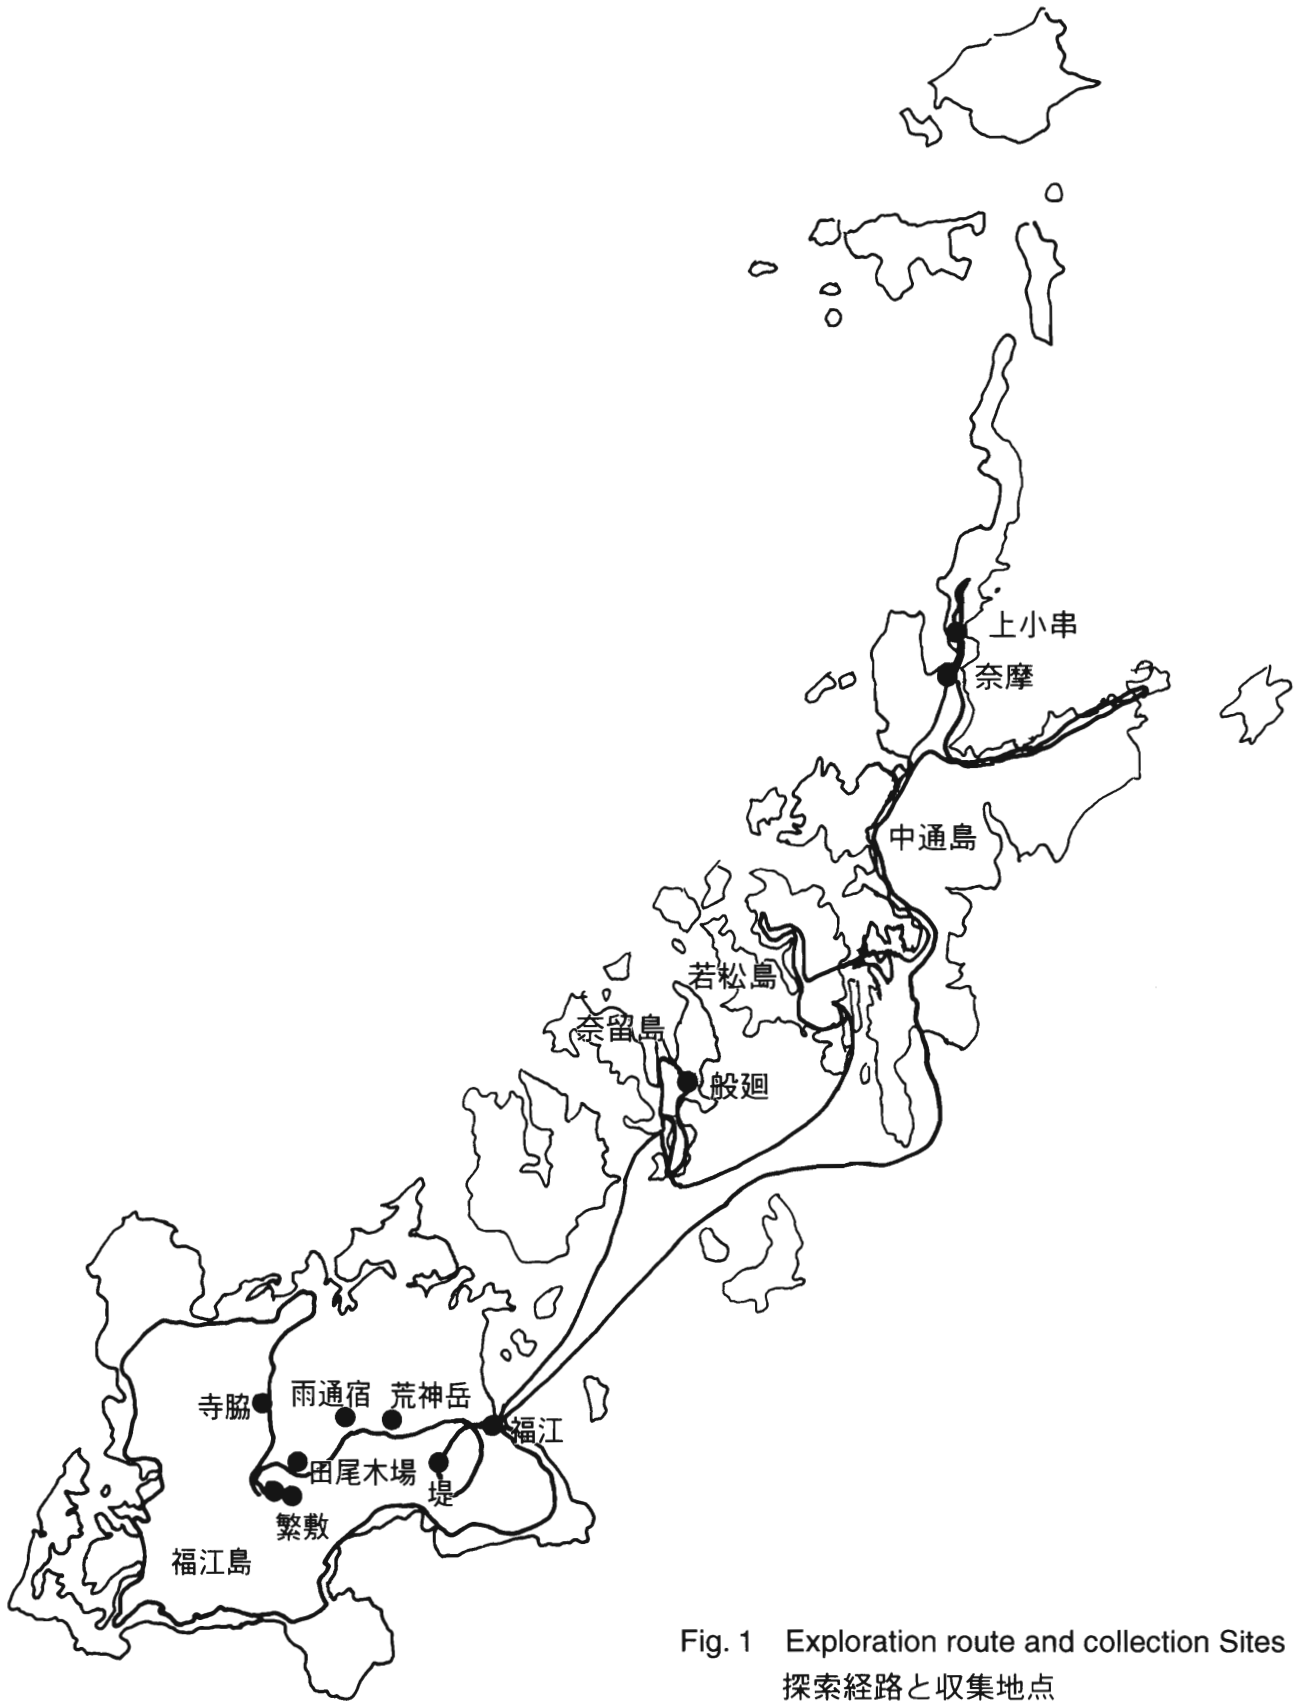 上小串
奈摩
中通島
若松島
奈留島
般廻
寺脇
雨通宿
荒神岳
福江
田尾木場
堤
繁敷
福江島
Fig. 1 Exploration route and collection Sites
探索経路と収集地点